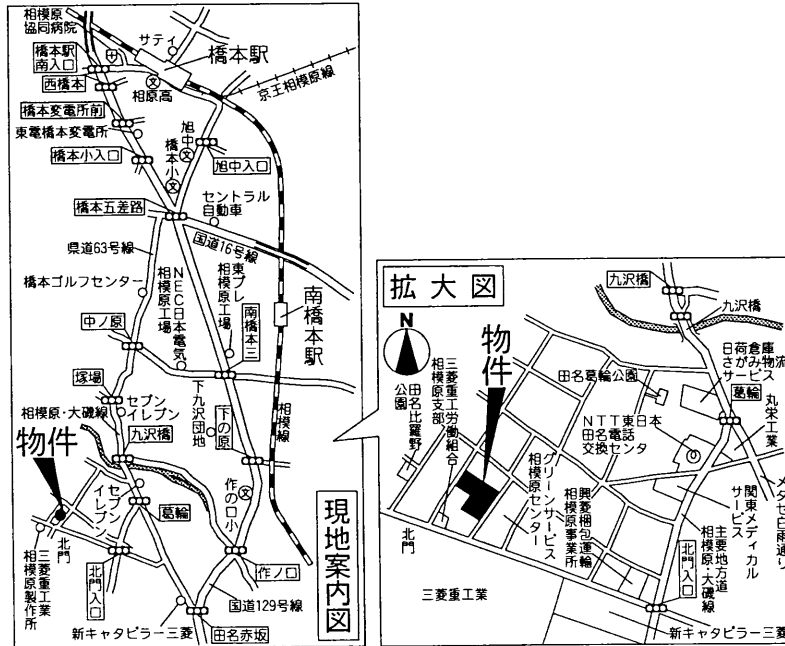 相模原
協同病院
サティ
橋本駅
橋本駅
南入口
西橋本
相原高
京王相模原線
橋本変電所前
東電橋本変電所
旭中
橋本小
橋本小入口
旭中入口
セントラル
自動車
橋本五差路
国道16号線
県道63号線
橋本ゴルフセンター
NEC日本電気
相模原工場
東プレ
相模原工場
南橋本三
南橋本駅
中ノ原
塚場
セブン
イレブン
相模原・大磯線
九沢橋
下九沢団地
下の原
相模線
物件
セブン
イレブン
葛輪
作の口小
北門
三菱重工業
相模原製作所
北門
入口
作ノ口
国道129号線
新キャタピラー三菱
田名赤坂
現地案内図
拡大図
N
九沢橋
九沢橋
日荷倉庫
さがみ物流
サービス
物件
田名葛輪公園
三菱重工労働組合
相模原支部
田名比羅野
公園
葛輪
丸栄工業
NTT東日本
田名電話
交換センタ
グリーンサービス
相模原センター
興菱梱包運輸
相模原事業所
関東メディカル
サービス
主要地方道
相模原・大磯線
北門
北門入口
三菱重工業
新キャタピラー三菱